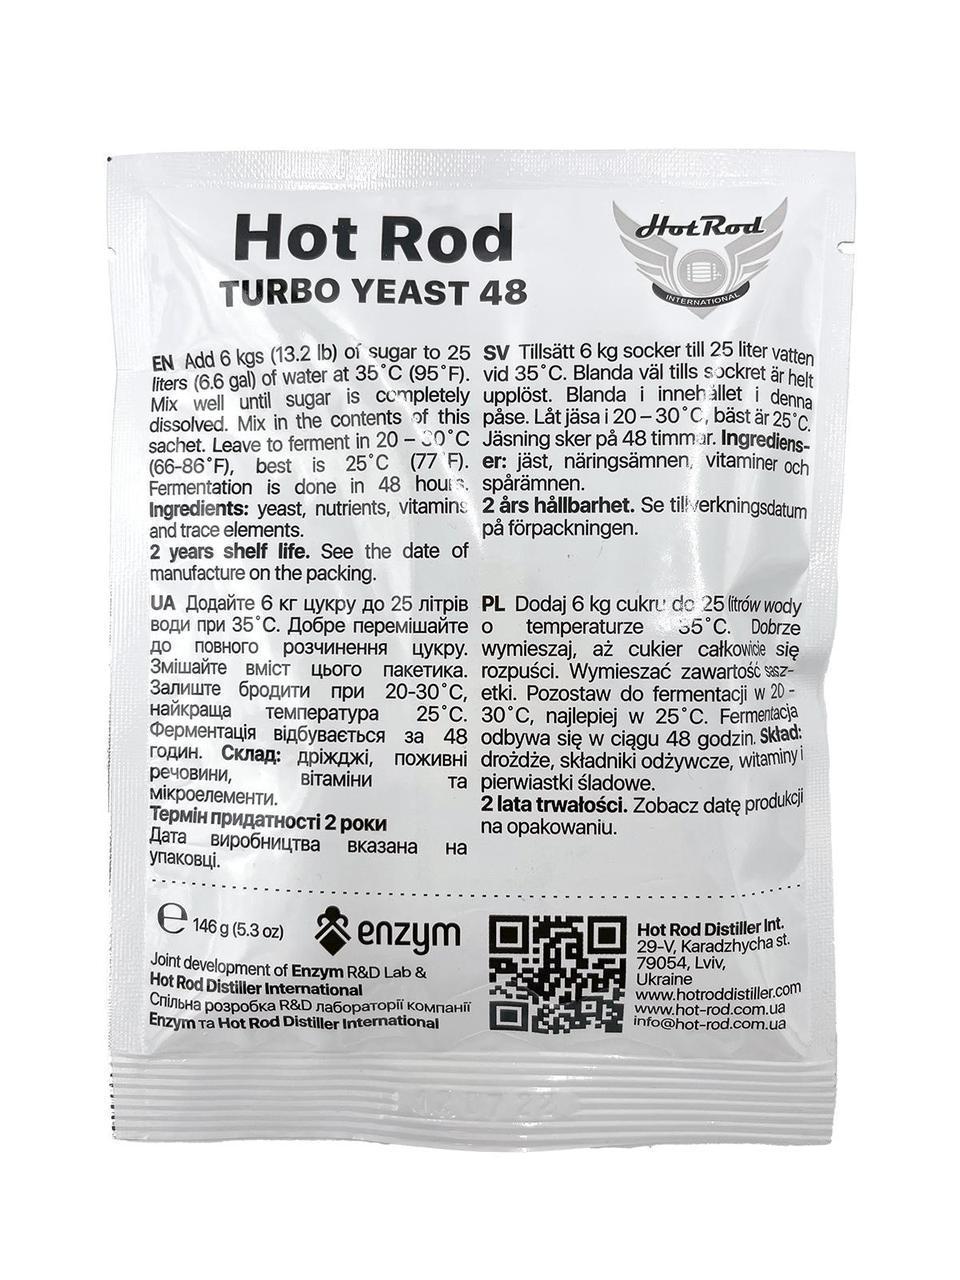 Hot Rod
TURBO YEAST 48
HotRod
INTERNATIONAL
EN Add 6 kgs (13.2 lb) of sugar to 25
liters (6.6 gal) of water at 35˚C (95˚F).
Mix well until sugar is completely
dissolved. Mix in the contents of this
sachet. Leave to ferment in 20 – 30˚C
(66-86˚F), best is 25˚C (77˚F).
Fermentation is done in 48 hours.
Ingredients: yeast, nutrients, vitamins
and trace elements.
2 years shelf life. See the date of
manufacture on the packing.
SV Tillsätt 6 kg socker till 25 liter vatten
vid 35˚C. Blanda väl tills sockret är helt
upplöst. Blanda i innehållet i denna
påse. Låt jäsa i 20 – 30˚C, bäst är 25˚C.
Jäsning sker på 48 timmar. Ingrediens-
er: jäst, näringsämnen, vitaminer och
spårämnen.
2 års hållbarhet. Se tillverkningsdatum
på förpackningen.
UA Додайте 6 кг цукру до 25 літрів
води при 35˚C. Добре перемішайте
до повного розчинення цукру.
Змішайте вміст цього пакетика.
Залиште бродити при 20-30˚C,
найкраща температура 25˚C.
Ферментація відбувається за 48
годин. Склад: дріжджі, поживні
речовини, вітаміни та
мікроелементи.
Термін придатності 2 роки
Дата виробництва вказана на
упаковці.
PL Dodaj 6 kg cukru do 25 litrów wody
o temperaturze 35˚C. Dobrze
wymieszaj, aż cukier całkowicie się
rozpuści. Wymieszać zawartość sasz-
etki. Pozostaw do fermentacji w 20 -
30˚C, najlepiej w 25˚C. Fermentacja
odbywa się w ciągu 48 godzin. Skład:
drożdże, składniki odżywcze, witaminy i
pierwiastki śladowe.
2 lata trwałości. Zobacz datę produkcji
na opakowaniu.
℮ 146 g (5.3 oz)
enzym
Joint development of Enzym R&D Lab &
Hot Rod Distiller International
Спільна розробка R&D лабораторії компанії
Enzym та Hot Rod Distiller International
Hot Rod Distiller Int.
29-V, Karadzhycha st.
79054, Lviv,
Ukraine
www.hotroddistiller.com
www.hot-rod.com.ua
info@hot-rod.com.ua